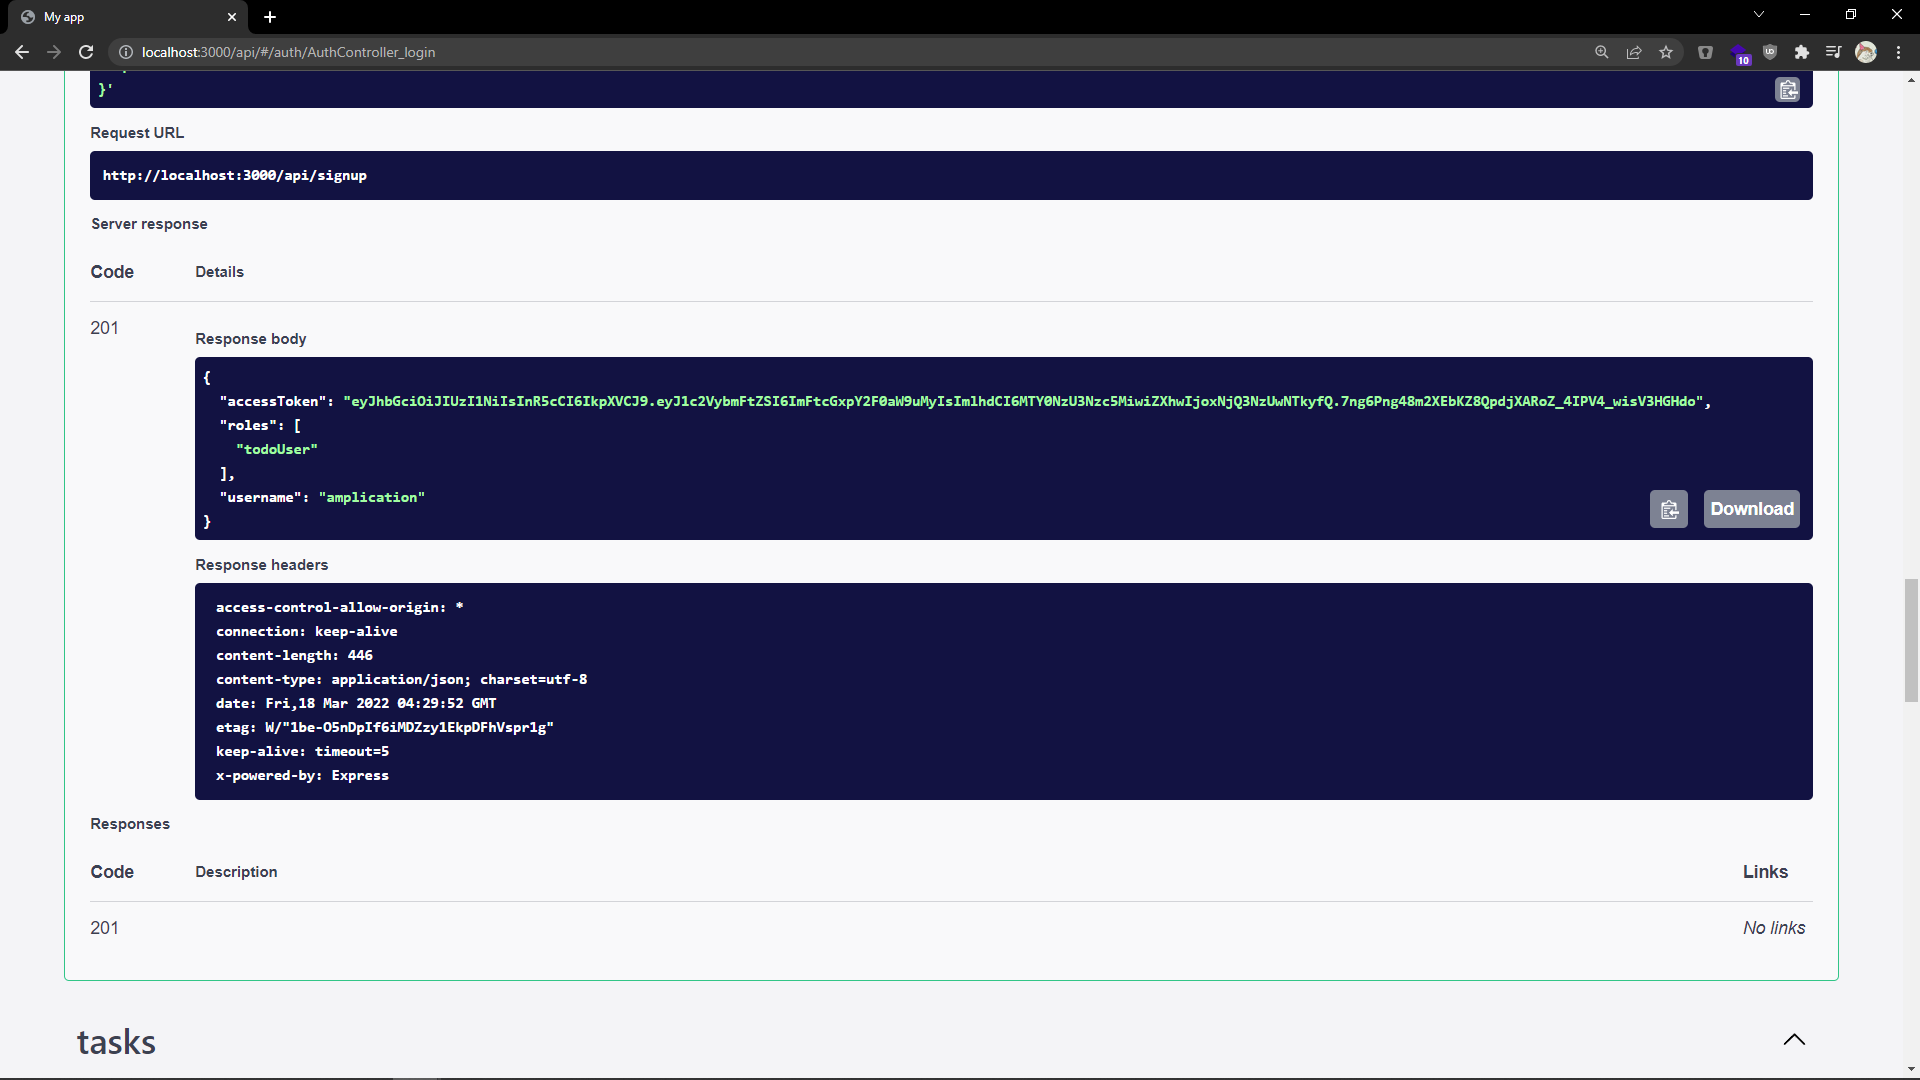 My app
localhost:3000/api/#/auth/AuthController_login
10
}'
Request URL
http://localhost:3000/api/signup
Server response
Code Details
201
Response body
{
"accessToken": "eyJhbGciOiJIUzI1NiIsInR5cCI6IkpXVCJ9.eyJ1c2VybmFtZSI6ImFtcGxpY2F0aW9uMyIsImlhdCI6MTY0NzU3Nzc5MiwiZXhwIjoxNjQ3NzUwNTkyfQ.7ng6Png48m2XEbKZ8QpdjXARoZ_4IPV4_wisV3HGHdo",
"roles": [
"todoUser"
],
"username": "amplication"
}
Download
Response headers
access-control-allow-origin: *
connection: keep-alive
content-length: 446
content-type: application/json; charset=utf-8
date: Fri,18 Mar 2022 04:29:52 GMT
etag: W/"1be-O5nDpIf6iMDZzy1EkpDFhVspr1g"
keep-alive: timeout=5
x-powered-by: Express
Responses
Code Description Links
201 No links
tasks